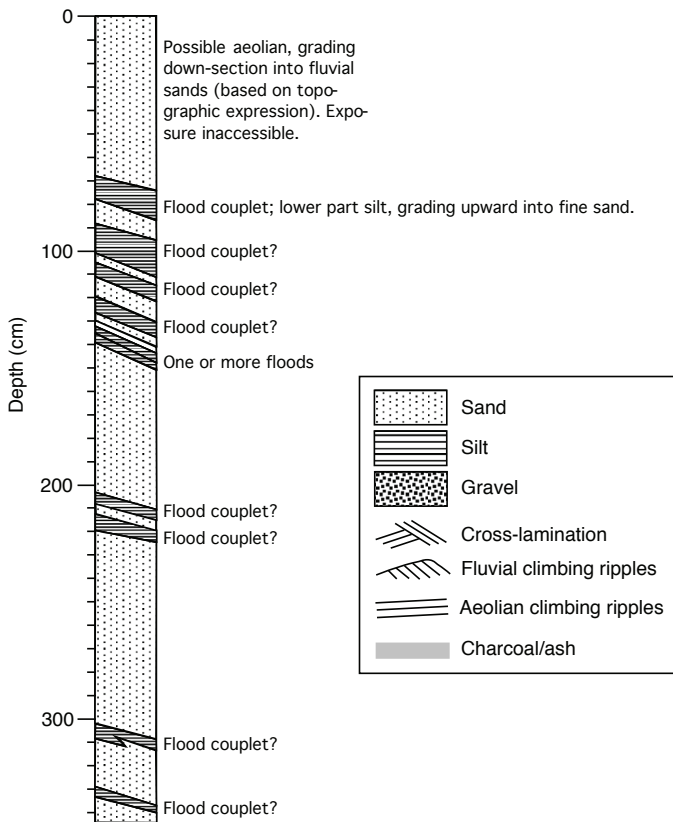 0
Possible aeolian, grading
down-section into fluvial
sands (based on topo-
graphic expression). Expo-
sure inaccessible.
Flood couplet; lower part silt, grading upward into fine sand.
100
Flood couplet?
Flood couplet?
Flood couplet?
One or more floods
Depth (cm)
Sand
Silt
Gravel
Cross-lamination
Fluvial climbing ripples
Aeolian climbing ripples
Charcoal/ash
200
Flood couplet?
Flood couplet?
300
Flood couplet?
Flood couplet?